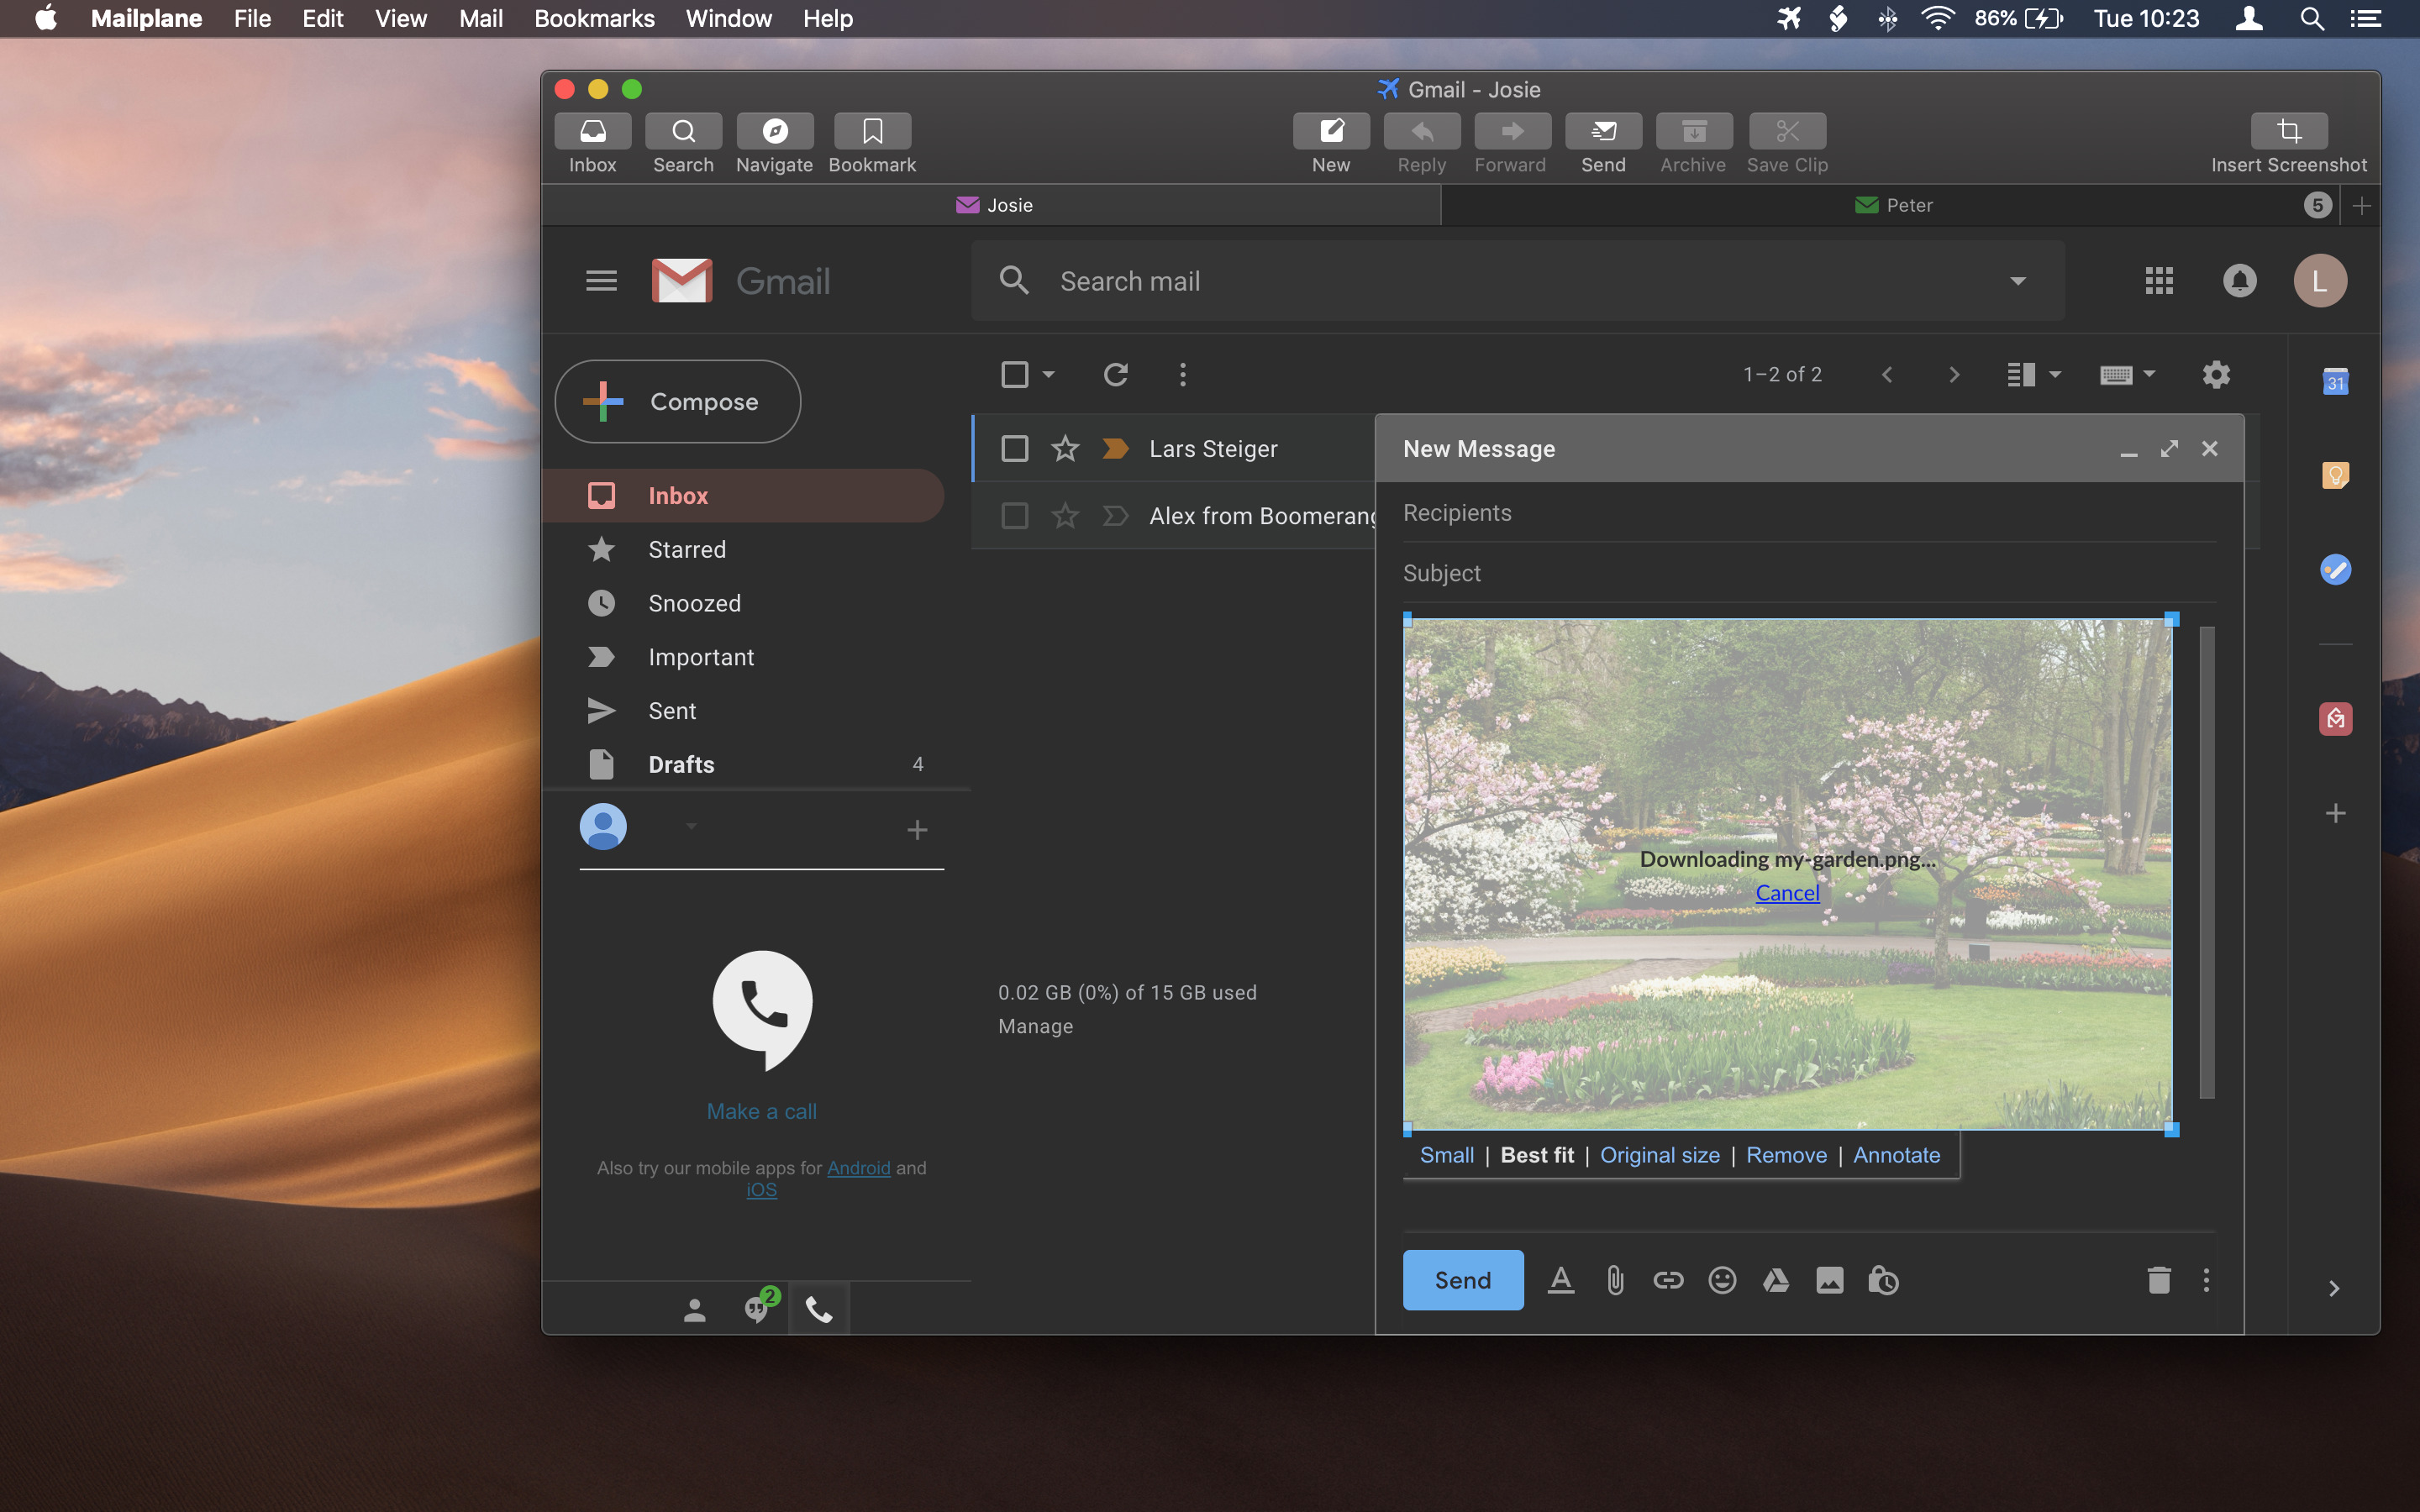 Mailplane File Edit View Mail Bookmarks Window Help 86% Tue 10:23
Gmail - Josie
Inbox Search Navigate Bookmark New Reply Forward Send Archive Save Clip Insert Screenshot
Josie Peter 5
Gmail Search mail L
Compose 1–2 of 2 31
Lars Steiger
Alex from Boomerang
Inbox
Starred
Snoozed
Important
Sent
Drafts 4
Make a call
Also try our mobile apps for Android and
iOS
2
0.02 GB (0%) of 15 GB used
Manage
New Message
Recipients
Subject
Downloading my-garden.png...
Cancel
Small | Best fit | Original size | Remove | Annotate
Send